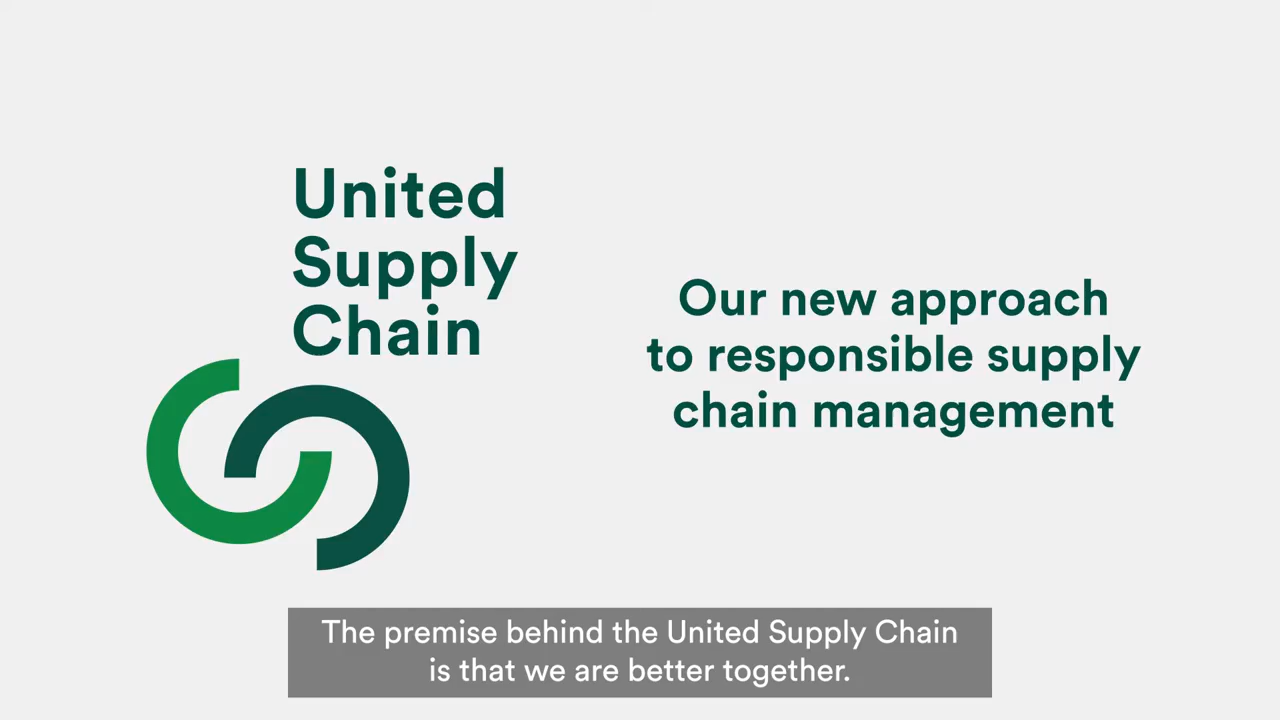 United
Supply
Chain
Our new approach
to responsible supply
chain management
The premise behind the United Supply Chain
is that we are better together.